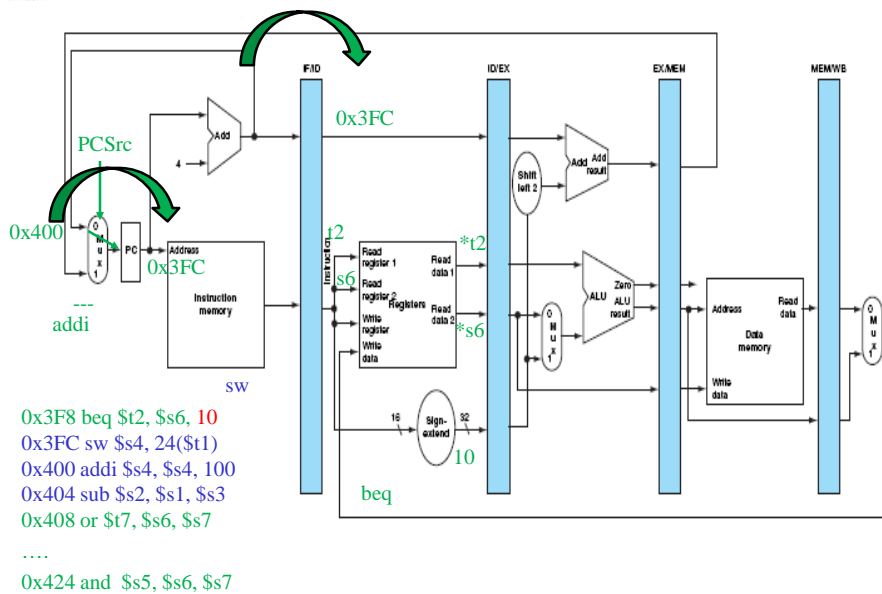 IF/ID
ID/EX
EX/MEM
MEM/WB
0x3FC
Add
4
PCSrc
Add Add result
Shift left 2
0x400
0 M u x 1
PC
0x3FC
Address
Instruction memory
Instruction
t2
s6
Read register 1
Read register 2
Registers
Write register
Write data
Read data 1
Read data 2
*t2
*s6
0 M u x 1
Zero
ALU ALU result
Address
Read data
Data memory
Write data
0 M u x 1
---
addi
sw
16
Sign-extend
32
10
beq
0x3F8 beq $t2, $s6, 10
0x3FC sw $s4, 24($t1)
0x400 addi $s4, $s4, 100
0x404 sub $s2, $s1, $s3
0x408 or $t7, $s6, $s7
....
0x424 and $s5, $s6, $s7